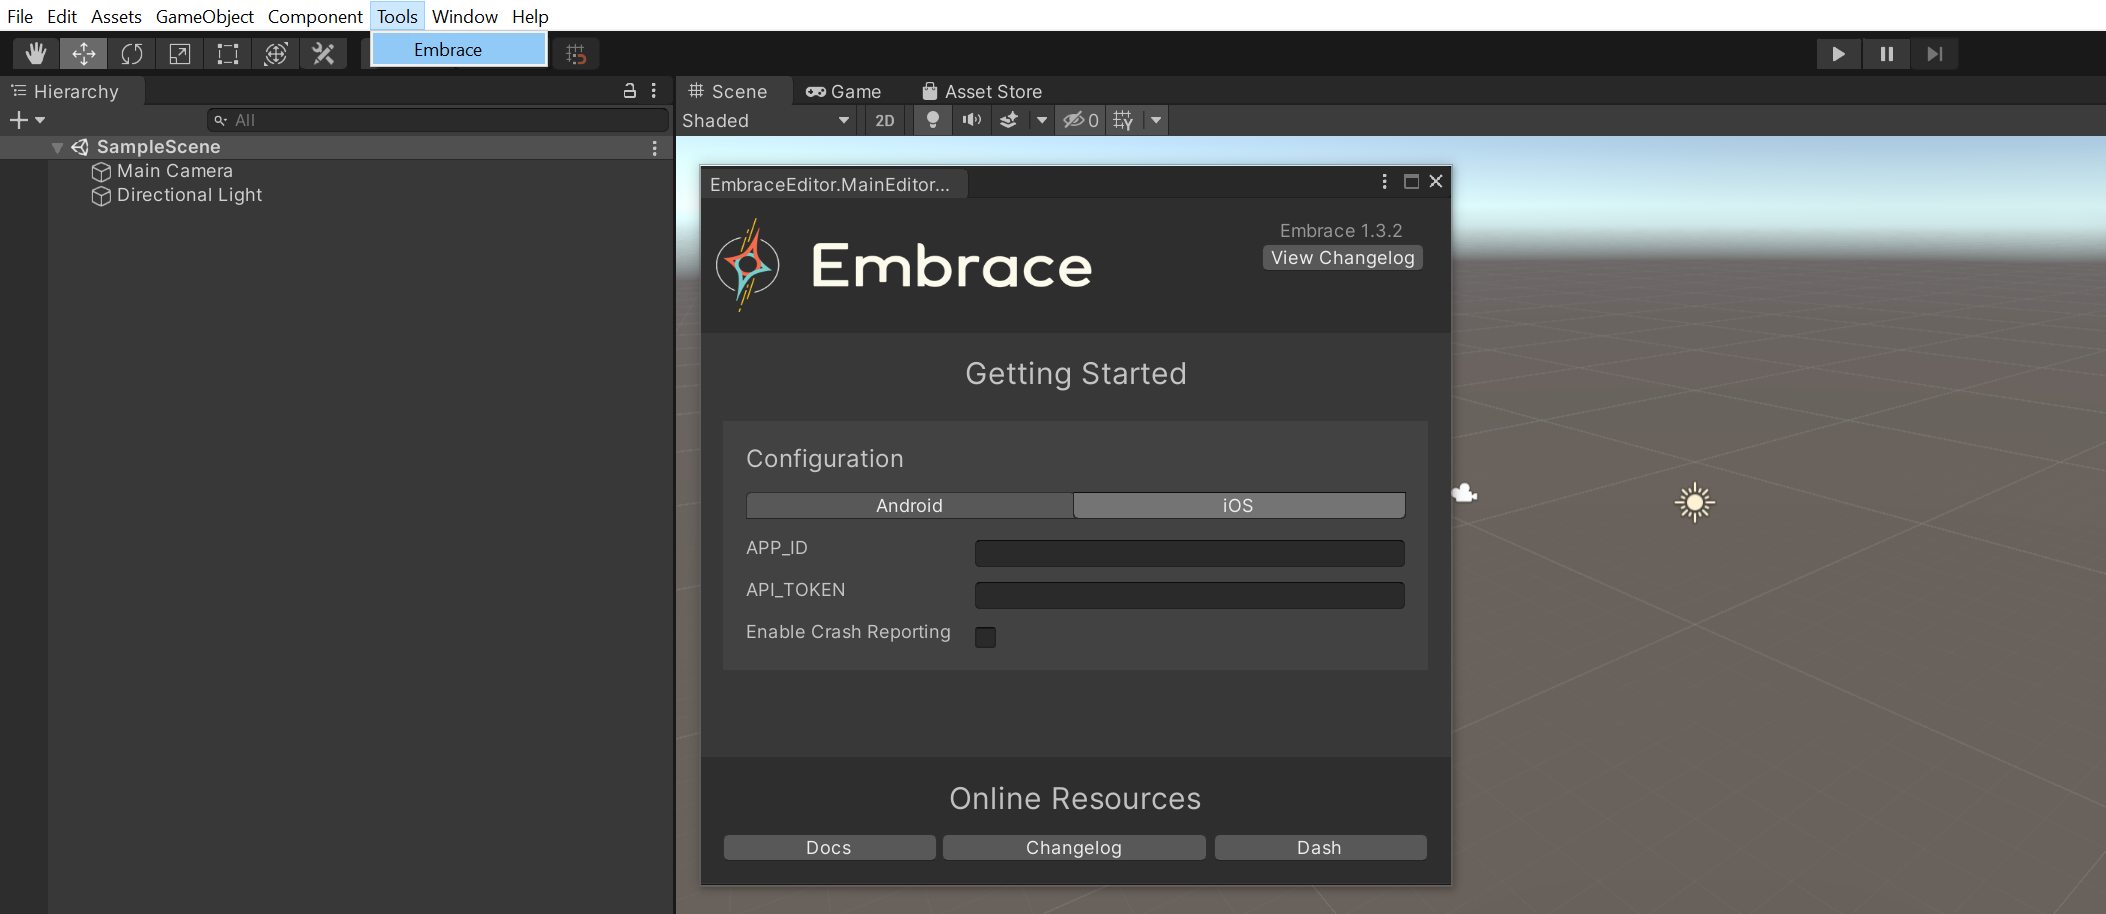 File Edit Assets GameObject Component Tools Window Help
Embrace
Hierarchy
All
SampleScene
Main Camera
Directional Light
Scene Game Asset Store
Shaded 2D 0
EmbraceEditor.MainEditor...
Embrace
Embrace 1.3.2
View Changelog
Getting Started
Configuration
Android iOS
APP_ID
API_TOKEN
Enable Crash Reporting
Online Resources
Docs Changelog Dash